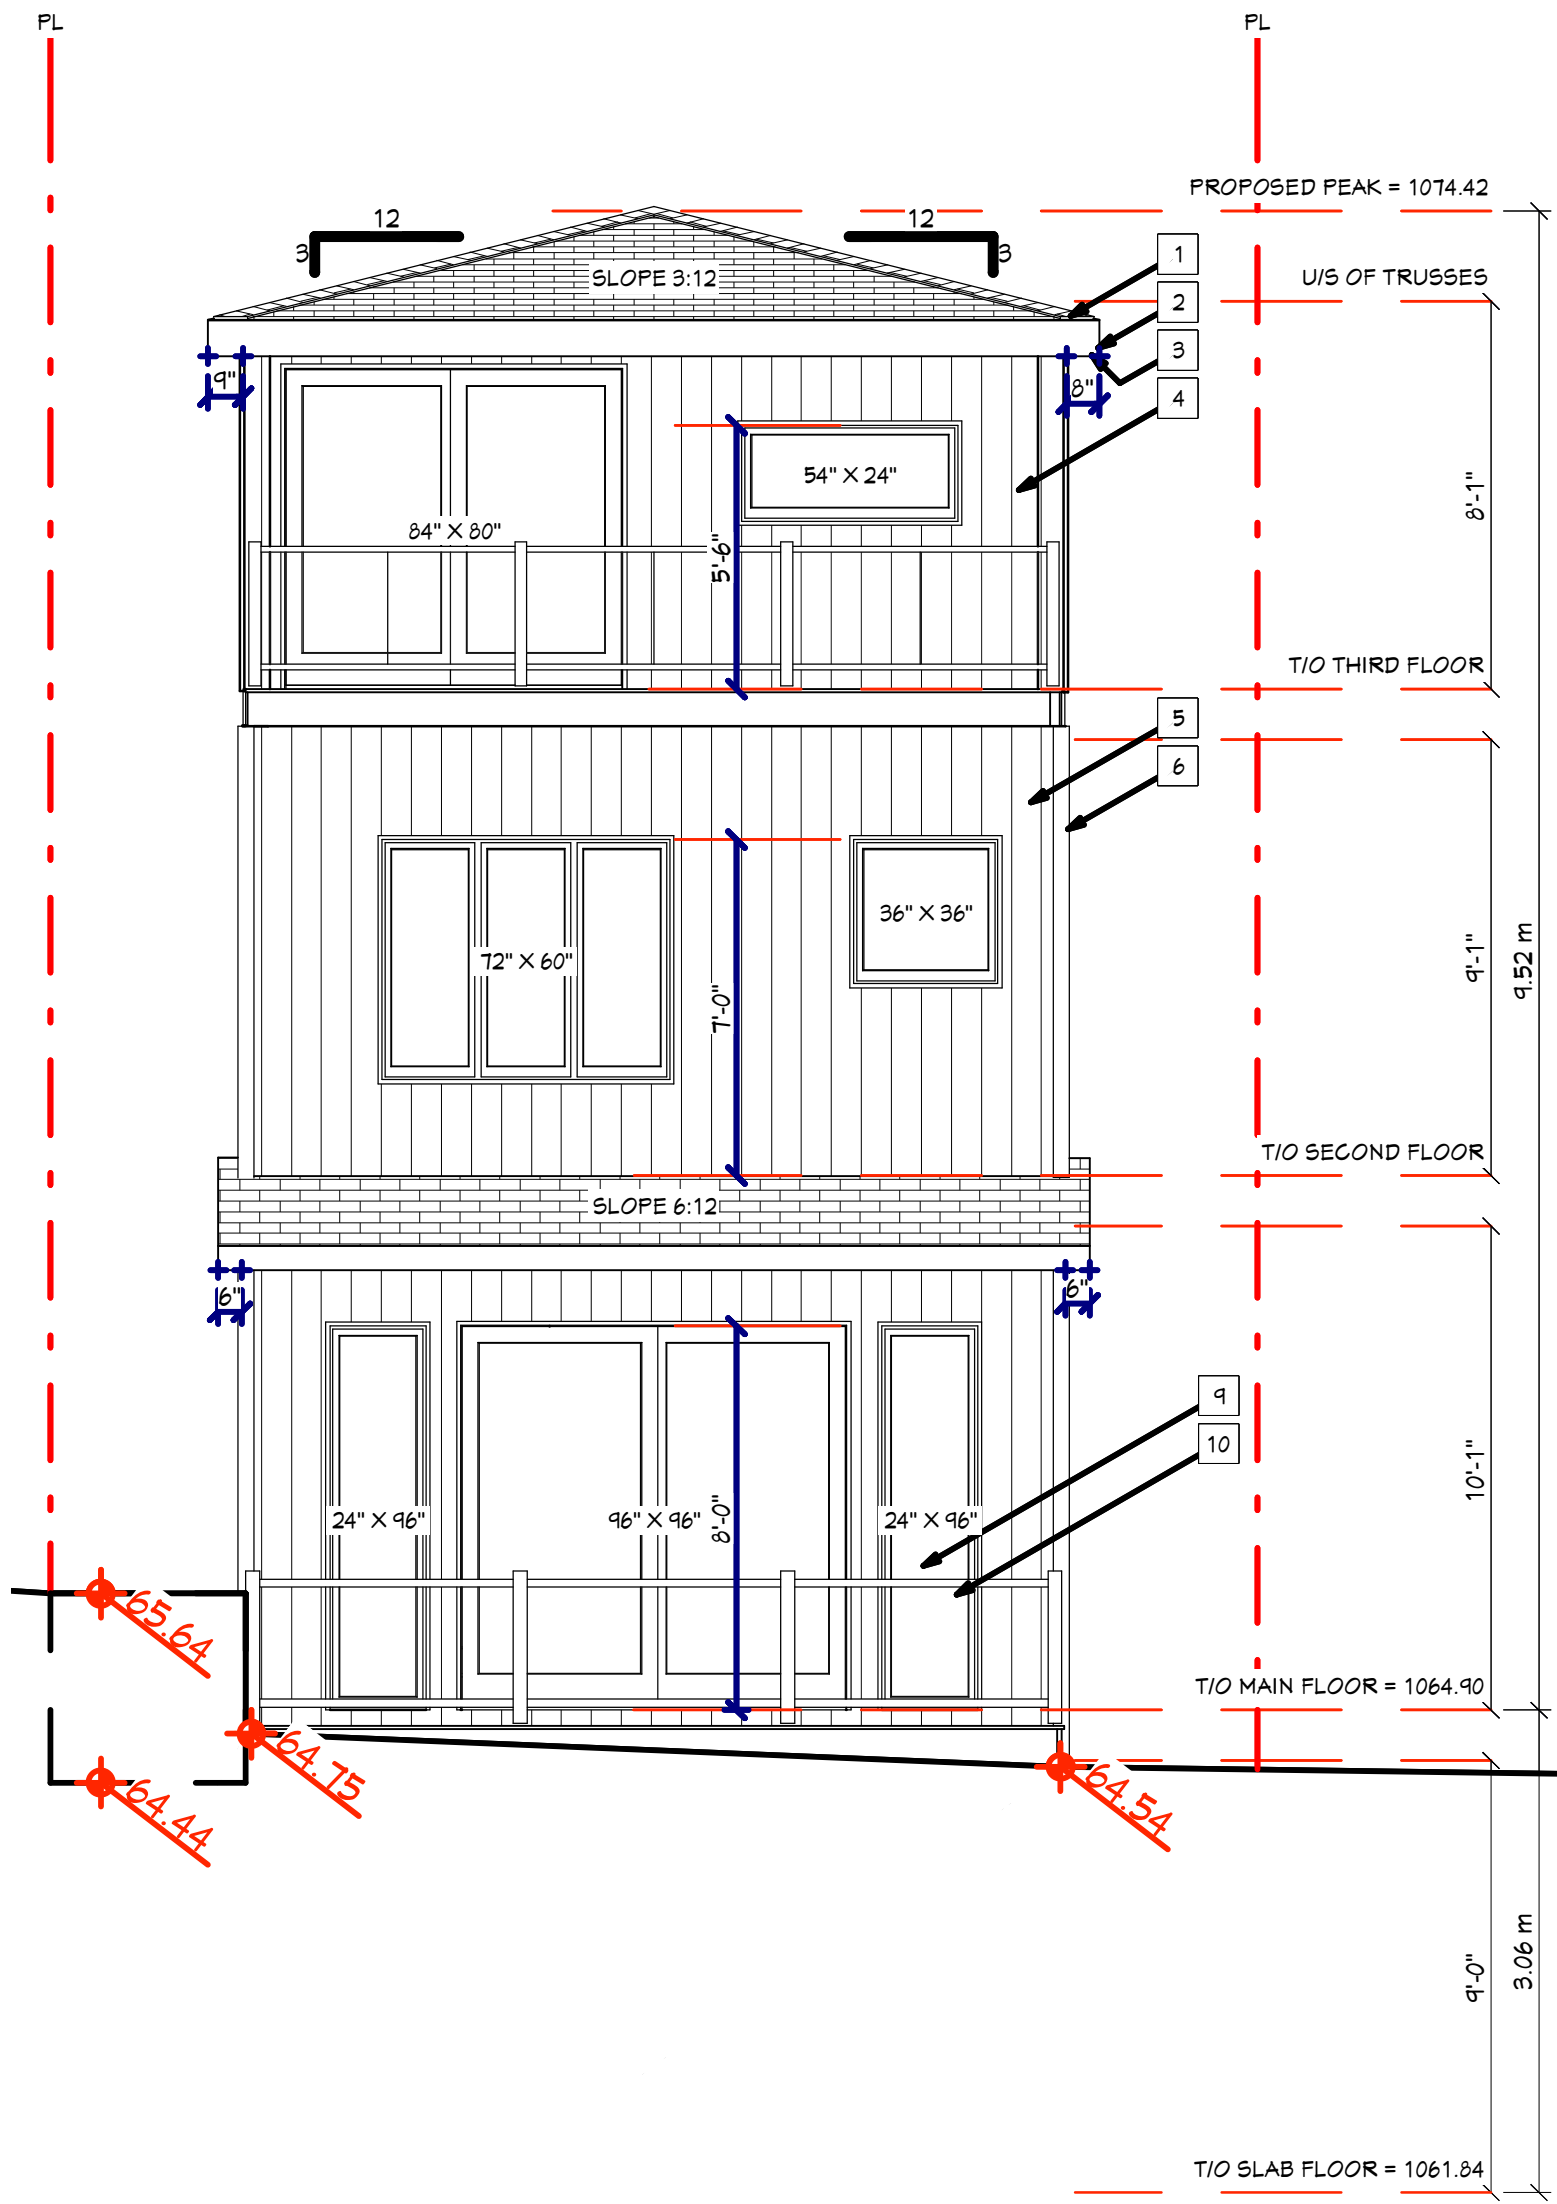 PL
PL
PROPOSED PEAK = 1074.42
12
12
3
3
1
U/S OF TRUSSES
SLOPE 3:12
2
3
9"
8"
4
54" X 24"
8'-1"
84" X 80"
5'-6"
T/O THIRD FLOOR
5
6
36" X 36"
72" X 60"
9'-1"
9.52 m
7'-0"
T/O SECOND FLOOR
SLOPE 6:12
6"
6"
9
10
10'-1"
24" X 96"
96" X 96"
8'-0"
24" X 96"
65.64
T/O MAIN FLOOR = 1064.90
64.75
64.54
64.44
9'-0"
3.06 m
T/O SLAB FLOOR = 1061.84